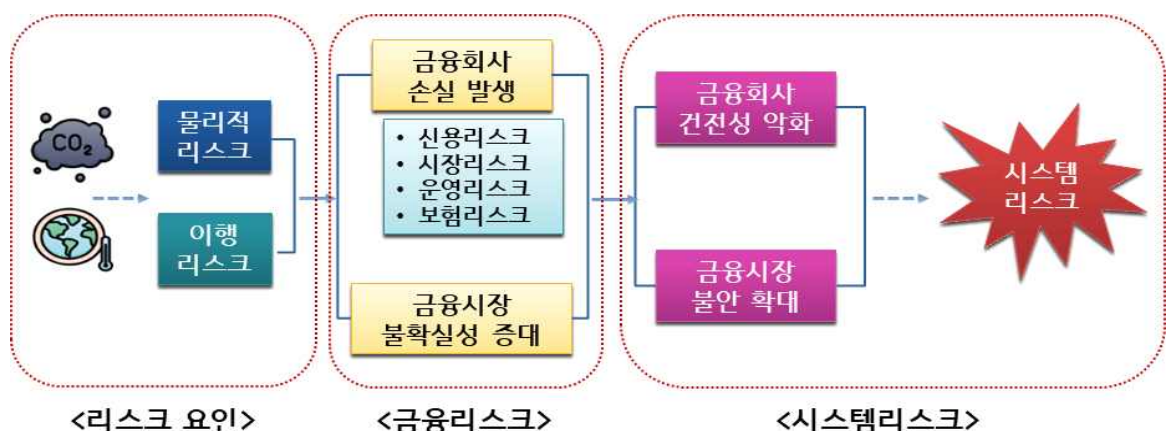 CO₂
물리적
리스크
이행
리스크
금융회사
손실 발생
• 신용리스크
• 시장리스크
• 운영리스크
• 보험리스크
금융시장
불확실성 증대
금융회사
건전성 악화
금융시장
불안 확대
시스템
리스크
<리스크 요인>
<금융리스크>
<시스템리스크>